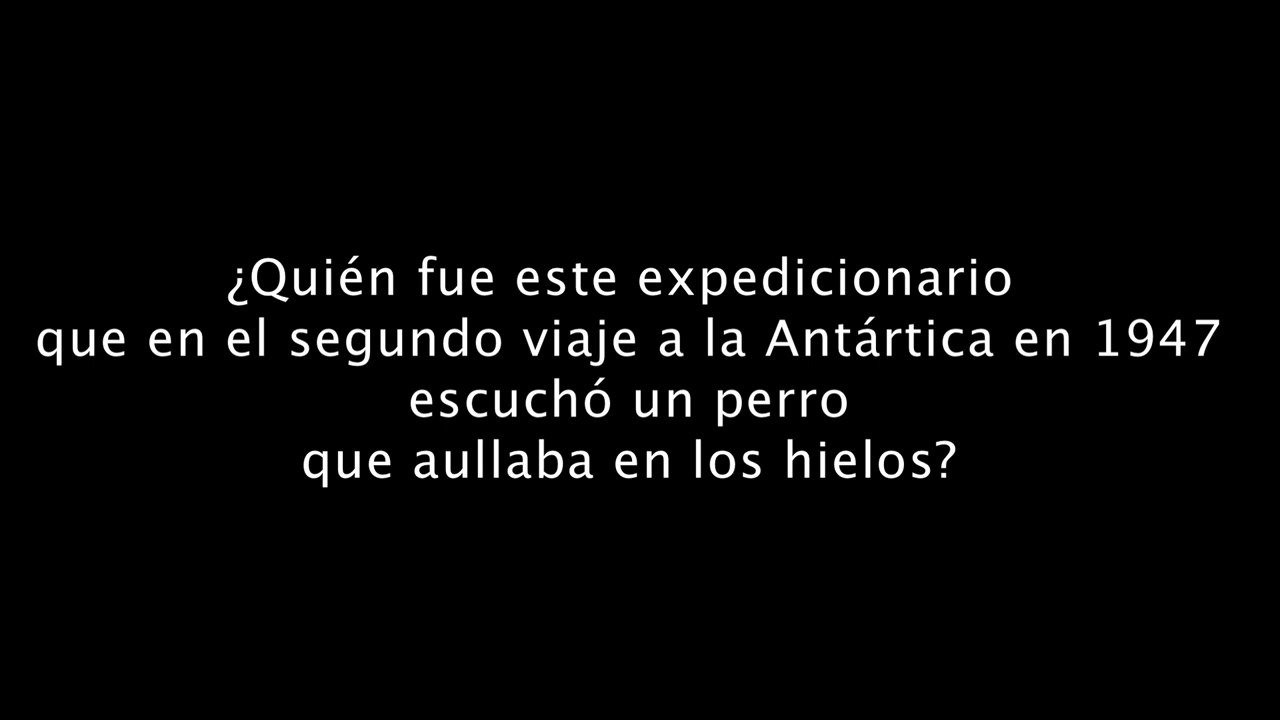 ¿Quién fue este expedicionario
que en el segundo viaje a la Antártica en 1947
escuchó un perro
que aullaba en los hielos?